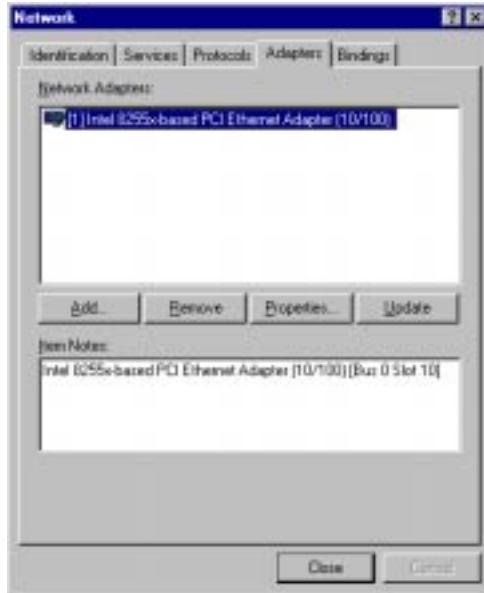 Network
Identification Services Protocols Adapters Bindings
Network Adapters:
[1] Intel 8255x-based PCI Ethernet Adapter (10/100)
Add... Remove Properties... Update
Item Notes:
Intel 8255x-based PCI Ethernet Adapter (10/100) [Bus 0 Slot 10]
Close Cancel